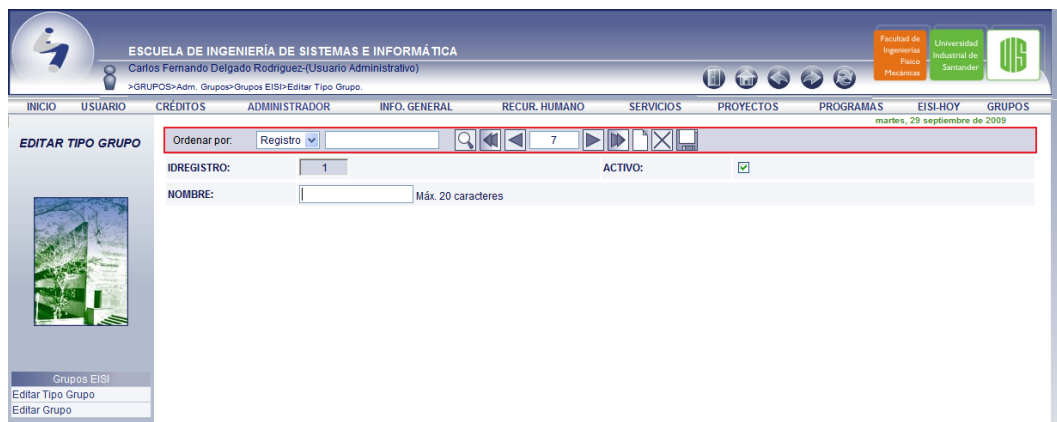 ESCUELA DE INGENIERÍA DE SISTEMAS E INFORMÁTICA
Carlos Fernando Delgado Rodriguez-(Usuario Administrativo)
>GRUPOS>Adm. Grupos>Grupos EISI>Editar Tipo Grupo.
Facultad de
Ingenierías
Físico
Mecánicas
Universidad
Industrial de
Santander
UIS
INICIO USUARIO CRÉDITOS ADMINISTRADOR INFO. GENERAL RECUR. HUMANO SERVICIOS PROYECTOS PROGRAMAS EISI-HOY GRUPOS
martes, 29 septiembre de 2009
EDITAR TIPO GRUPO
Ordenar por: Registro 7
IDREGISTRO: 1 ACTIVO:
NOMBRE: Máx. 20 caracteres
Grupos EISI
Editar Tipo Grupo
Editar Grupo